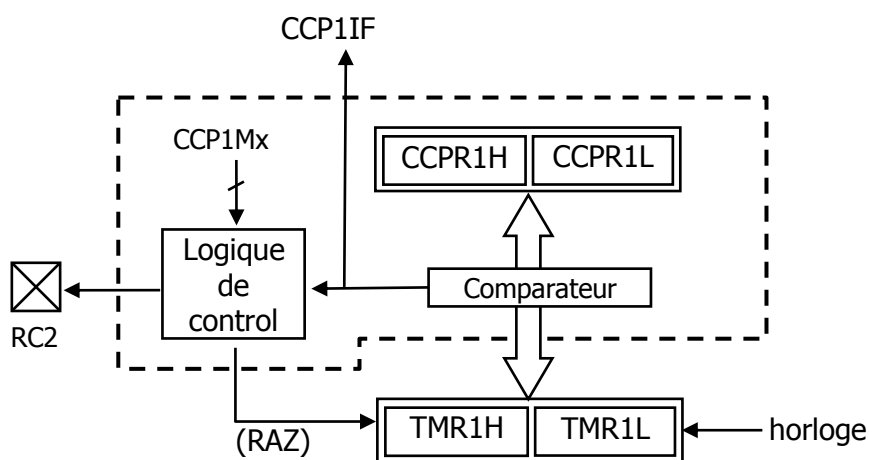 CCP1IF
CCP1Mx
CCPR1H CCPR1L
Logique
de
control
Comparateur
RC2
(RAZ)
TMR1H TMR1L
horloge